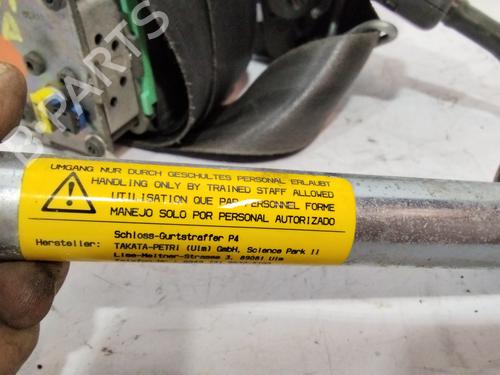 UMGANG NUR DURCH GESCHULTES PERSONAL ERLAUBT
HANDLING ONLY BY TRAINED STAFF ALLOWED
UTILISATION QUE PAR PERSONNEL FORME
MANEJO SOLO POR PERSONAL AUTORIZADO
Schloss-Gurtstraffer P4
Hersteller: TAKATA-PETRI (Ulm) GmbH, Science Park II
Lise-Meitner-Strasse 3, 89081 Ulm
B-PARTS